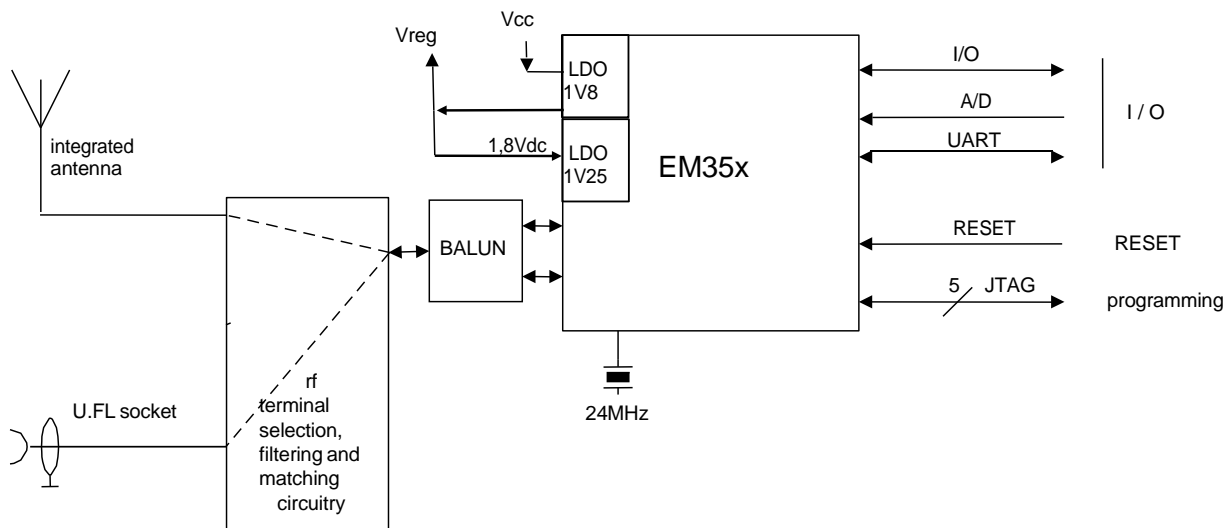 Vcc
Vreg
LDO
1V8
1,8Vdc
LDO
1V25
EM35x
I/O
A/D
UART
I / O
integrated
antenna
BALUN
RESET
RESET
5
JTAG
programming
24MHz
U.FL socket
rf
terminal
selection,
filtering and
matching
circuitry